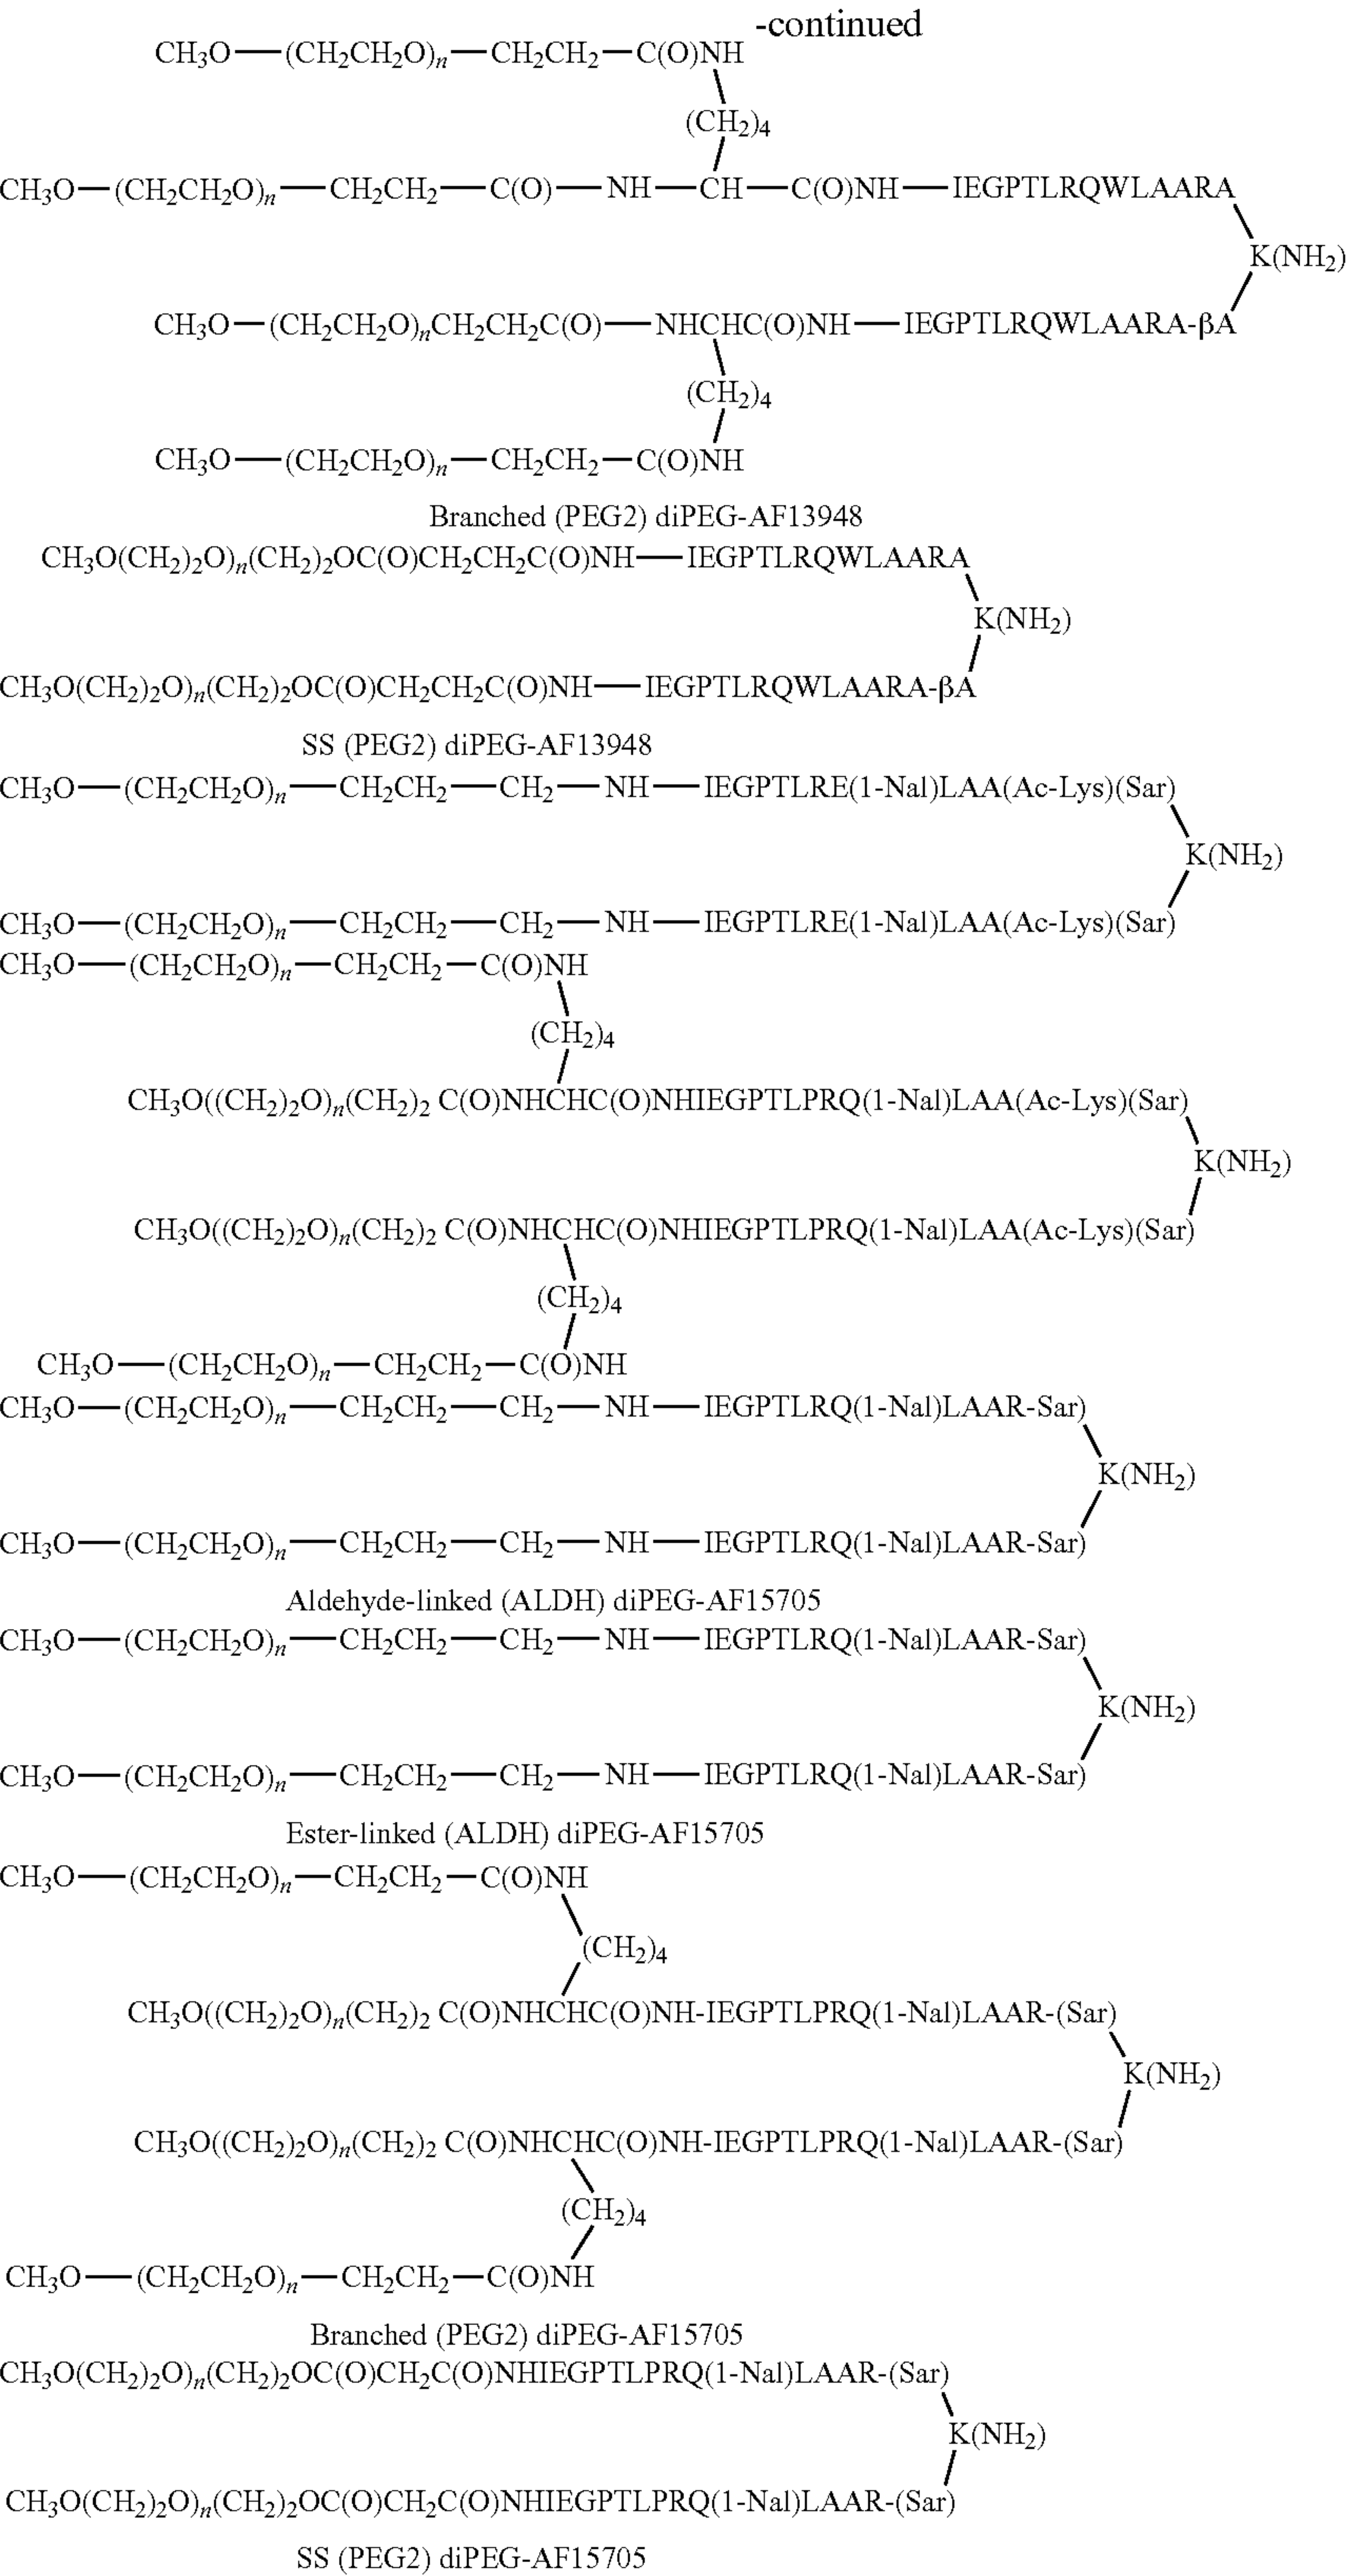 -continued
CH₃O—(CH₂CH₂O)ₙ—CH₂CH₂—C(O)NH
(CH₂)₄
CH₃O—(CH₂CH₂O)ₙ—CH₂CH₂—C(O)—NH—CH—C(O)NH—IEGPTLRQWLAARA
K(NH₂)
CH₃O—(CH₂CH₂O)ₙCH₂CH₂C(O)—NHCHC(O)NH—IEGPTLRQWLAARA-βA
(CH₂)₄
CH₃O—(CH₂CH₂O)ₙ—CH₂CH₂—C(O)NH
Branched (PEG2) diPEG-AF13948
CH₃O(CH₂)₂O)ₙ(CH₂)₂OC(O)CH₂CH₂C(O)NH—IEGPTLRQWLAARA
K(NH₂)
CH₃O(CH₂)₂O)ₙ(CH₂)₂OC(O)CH₂CH₂C(O)NH—IEGPTLRQWLAARA-βA
SS (PEG2) diPEG-AF13948
CH₃O—(CH₂CH₂O)ₙ—CH₂CH₂—CH₂—NH—IEGPTLRE(1-Nal)LAA(Ac-Lys)(Sar)
K(NH₂)
CH₃O—(CH₂CH₂O)ₙ—CH₂CH₂—CH₂—NH—IEGPTLRE(1-Nal)LAA(Ac-Lys)(Sar)
CH₃O—(CH₂CH₂O)ₙ—CH₂CH₂—C(O)NH
(CH₂)₄
CH₃O((CH₂)₂O)ₙ(CH₂)₂ C(O)NHCHC(O)NHIEGPTLPRQ(1-Nal)LAA(Ac-Lys)(Sar)
K(NH₂)
CH₃O((CH₂)₂O)ₙ(CH₂)₂ C(O)NHCHC(O)NHIEGPTLPRQ(1-Nal)LAA(Ac-Lys)(Sar)
(CH₂)₄
CH₃O—(CH₂CH₂O)ₙ—CH₂CH₂—C(O)NH
CH₃O—(CH₂CH₂O)ₙ—CH₂CH₂—CH₂—NH—IEGPTLRQ(1-Nal)LAAR-Sar)
K(NH₂)
CH₃O—(CH₂CH₂O)ₙ—CH₂CH₂—CH₂—NH—IEGPTLRQ(1-Nal)LAAR-Sar)
Aldehyde-linked (ALDH) diPEG-AF15705
CH₃O—(CH₂CH₂O)ₙ—CH₂CH₂—CH₂—NH—IEGPTLRQ(1-Nal)LAAR-Sar)
K(NH₂)
CH₃O—(CH₂CH₂O)ₙ—CH₂CH₂—CH₂—NH—IEGPTLRQ(1-Nal)LAAR-Sar)
Ester-linked (ALDH) diPEG-AF15705
CH₃O—(CH₂CH₂O)ₙ—CH₂CH₂—C(O)NH
(CH₂)₄
CH₃O((CH₂)₂O)ₙ(CH₂)₂ C(O)NHCHC(O)NH-IEGPTLPRQ(1-Nal)LAAR-(Sar)
K(NH₂)
CH₃O((CH₂)₂O)ₙ(CH₂)₂ C(O)NHCHC(O)NH-IEGPTLPRQ(1-Nal)LAAR-(Sar)
(CH₂)₄
CH₃O—(CH₂CH₂O)ₙ—CH₂CH₂—C(O)NH
Branched (PEG2) diPEG-AF15705
CH₃O(CH₂)₂O)ₙ(CH₂)₂OC(O)CH₂C(O)NHIEGPTLPRQ(1-Nal)LAAR-(Sar)
K(NH₂)
CH₃O(CH₂)₂O)ₙ(CH₂)₂OC(O)CH₂C(O)NHIEGPTLPRQ(1-Nal)LAAR-(Sar)
SS (PEG2) diPEG-AF15705